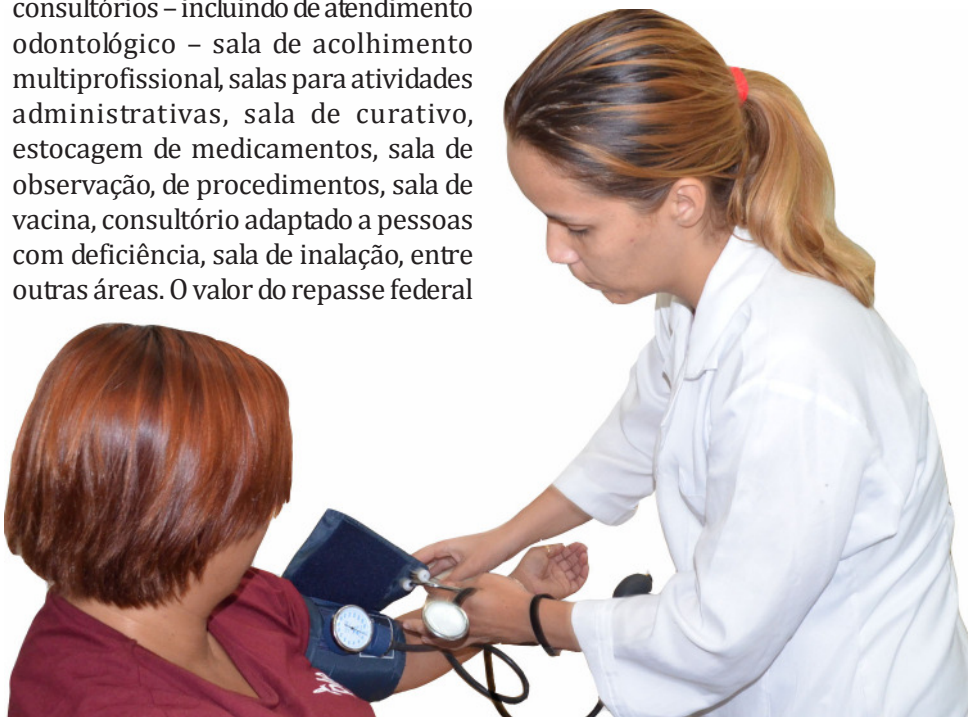 consultórios – incluindo de atendimento
odontológico – sala de acolhimento
multiprofissional, salas para atividades
administrativas, sala de curativo,
estocagem de medicamentos, sala de
observação, de procedimentos, sala de
vacina, consultório adaptado a pessoas
com deficiência, sala de inalação, entre
outras áreas. O valor do repasse federal